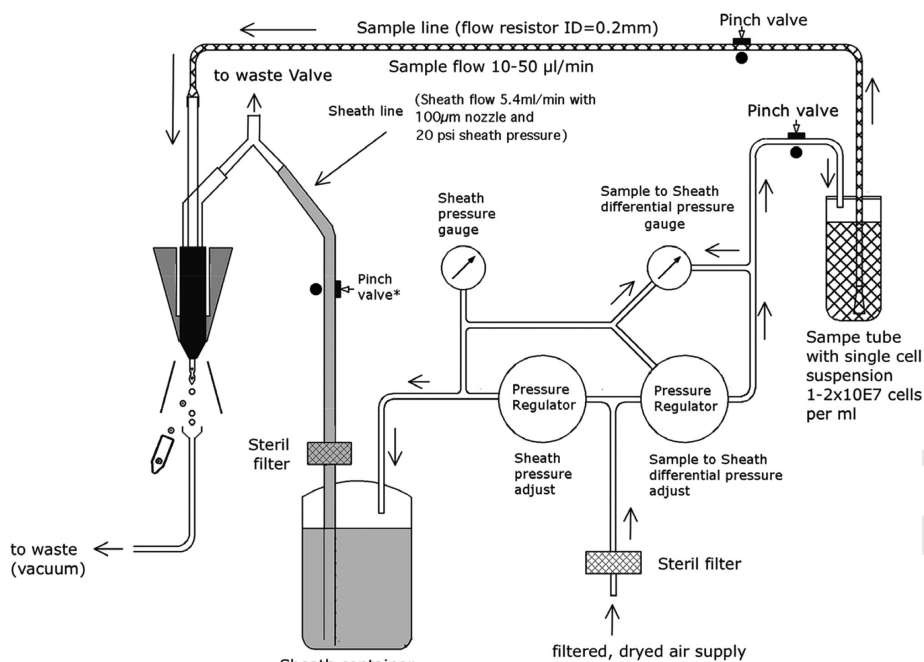 Sample line (flow resistor ID=0.2mm)
Pinch valve
Sample flow 10-50 µl/min
to waste Valve
Sheath line
(Sheath flow 5.4ml/min with
100µm nozzle and
20 psi sheath pressure)
Pinch valve
Sheath
pressure
gauge
Sample to Sheath
differential pressure
gauge
Pinch
valve*
Sampe tube
with single cell
suspension
1-2x10E7 cells
per ml
Pressure
Regulator
Pressure
Regulator
Steril
filter
Sheath
pressure
adjust
Sample to Sheath
differential pressure
adjust
to waste
(vacuum)
Steril filter
filtered, dryed air supply
Sheath container